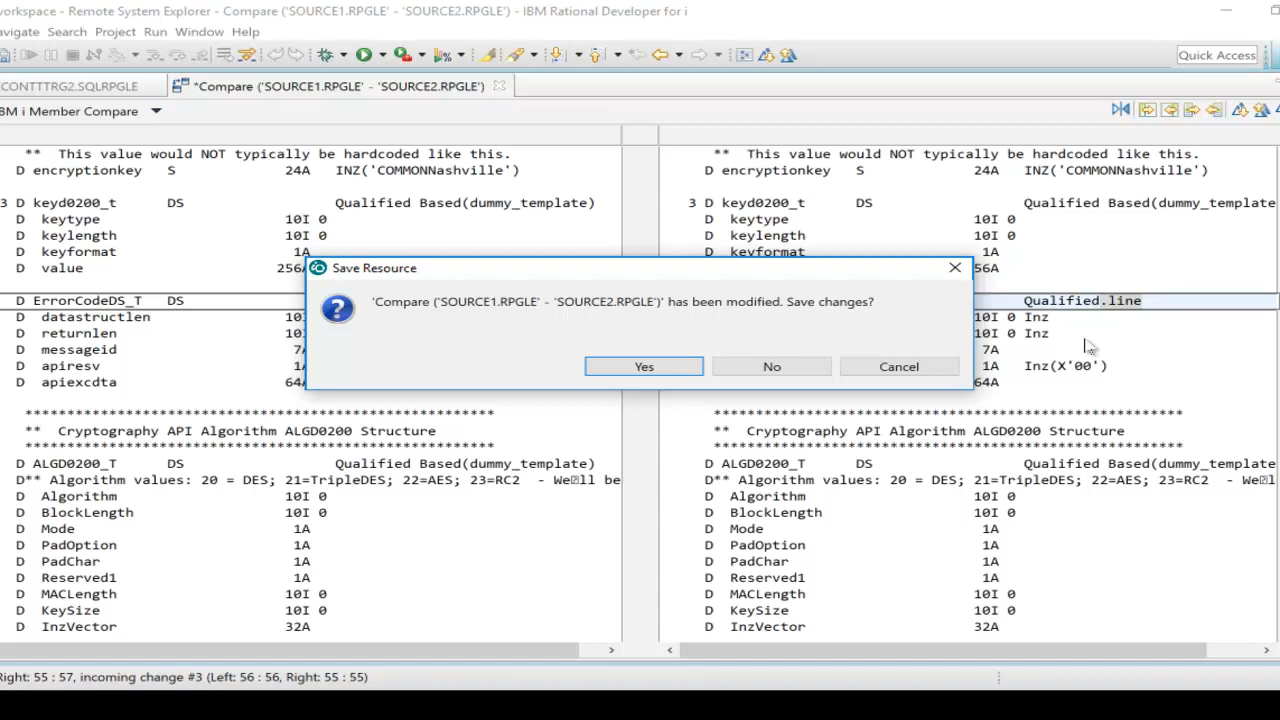 workspace - Remote System Explorer - Compare ('SOURCE1.RPGLE' - 'SOURCE2.RPGLE') - IBM Rational Developer for i
avigate Search Project Run Window Help
Quick Access
CONTTTRG2.SQLRPGLE
*Compare ('SOURCE1.RPGLE' - 'SOURCE2.RPGLE')
BM i Member Compare
** This value would NOT typically be hardcoded like this.
D encryptionkey S 24A INZ('COMMONNashville')
3 D keyd0200_t DS Qualified Based(dummy_template)
D keytype 10I 0
D keylength 10I 0
D keyformat 1A
D value 256A
D ErrorCodeDS_T DS
D datastructlen 10I
D returnlen 10I
D messageid 7A
D apiresv 1A
D apiexcdta 64A
********************************************************
** Cryptography API Algorithm ALGD0200 Structure
********************************************************
D ALGD0200_T DS Qualified Based(dummy_template)
D** Algorithm values: 20 = DES; 21=TripleDES; 22=AES; 23=RC2 - We�ll be
D Algorithm 10I 0
D BlockLength 10I 0
D Mode 1A
D PadOption 1A
D PadChar 1A
D Reserved1 1A
D MACLength 10I 0
D KeySize 10I 0
D InzVector 32A
** This value would NOT typically be hardcoded like this.
D encryptionkey S 24A INZ('COMMONNashville')
3 D keyd0200_t DS Qualified Based(dummy_template
D keytype 10I 0
D keylength 10I 0
D keyformat 1A
56A
Qualified.line
10I 0 Inz
10I 0 Inz
7A
1A Inz(X'00')
64A
********************************************************
** Cryptography API Algorithm ALGD0200 Structure
********************************************************
D ALGD0200_T DS Qualified Based(dummy_template
D** Algorithm values: 20 = DES; 21=TripleDES; 22=AES; 23=RC2 - We�l
D Algorithm 10I 0
D BlockLength 10I 0
D Mode 1A
D PadOption 1A
D PadChar 1A
D Reserved1 1A
D MACLength 10I 0
D KeySize 10I 0
D InzVector 32A
Save Resource
'Compare ('SOURCE1.RPGLE' - 'SOURCE2.RPGLE')' has been modified. Save changes?
Yes No Cancel
Right: 55 : 57, incoming change #3 (Left: 56 : 56, Right: 55 : 55)